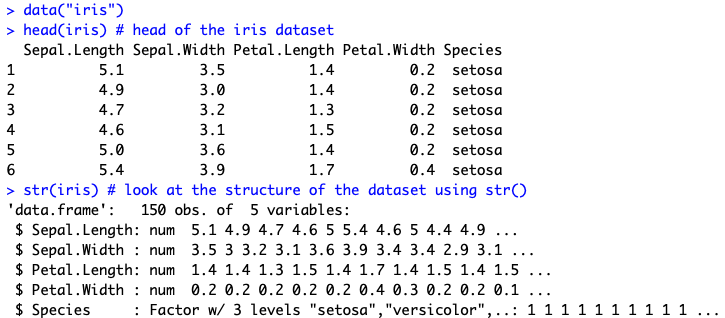 > data("iris")
> head(iris) # head of the iris dataset
  Sepal.Length Sepal.Width Petal.Length Petal.Width Species
1          5.1         3.5          1.4         0.2  setosa
2          4.9         3.0          1.4         0.2  setosa
3          4.7         3.2          1.3         0.2  setosa
4          4.6         3.1          1.5         0.2  setosa
5          5.0         3.6          1.4         0.2  setosa
6          5.4         3.9          1.7         0.4  setosa
> str(iris) # look at the structure of the dataset using str()
'data.frame':   150 obs. of  5 variables:
 $ Sepal.Length: num  5.1 4.9 4.7 4.6 5 5.4 4.6 5 4.4 4.9 ...
 $ Sepal.Width : num  3.5 3 3.2 3.1 3.6 3.9 3.4 3.4 2.9 3.1 ...
 $ Petal.Length: num  1.4 1.4 1.3 1.5 1.4 1.7 1.4 1.5 1.4 1.5 ...
 $ Petal.Width : num  0.2 0.2 0.2 0.2 0.2 0.4 0.3 0.2 0.2 0.1 ...
 $ Species     : Factor w/ 3 levels "setosa","versicolor",..: 1 1 1 1 1 1 1 1 1 1 ...